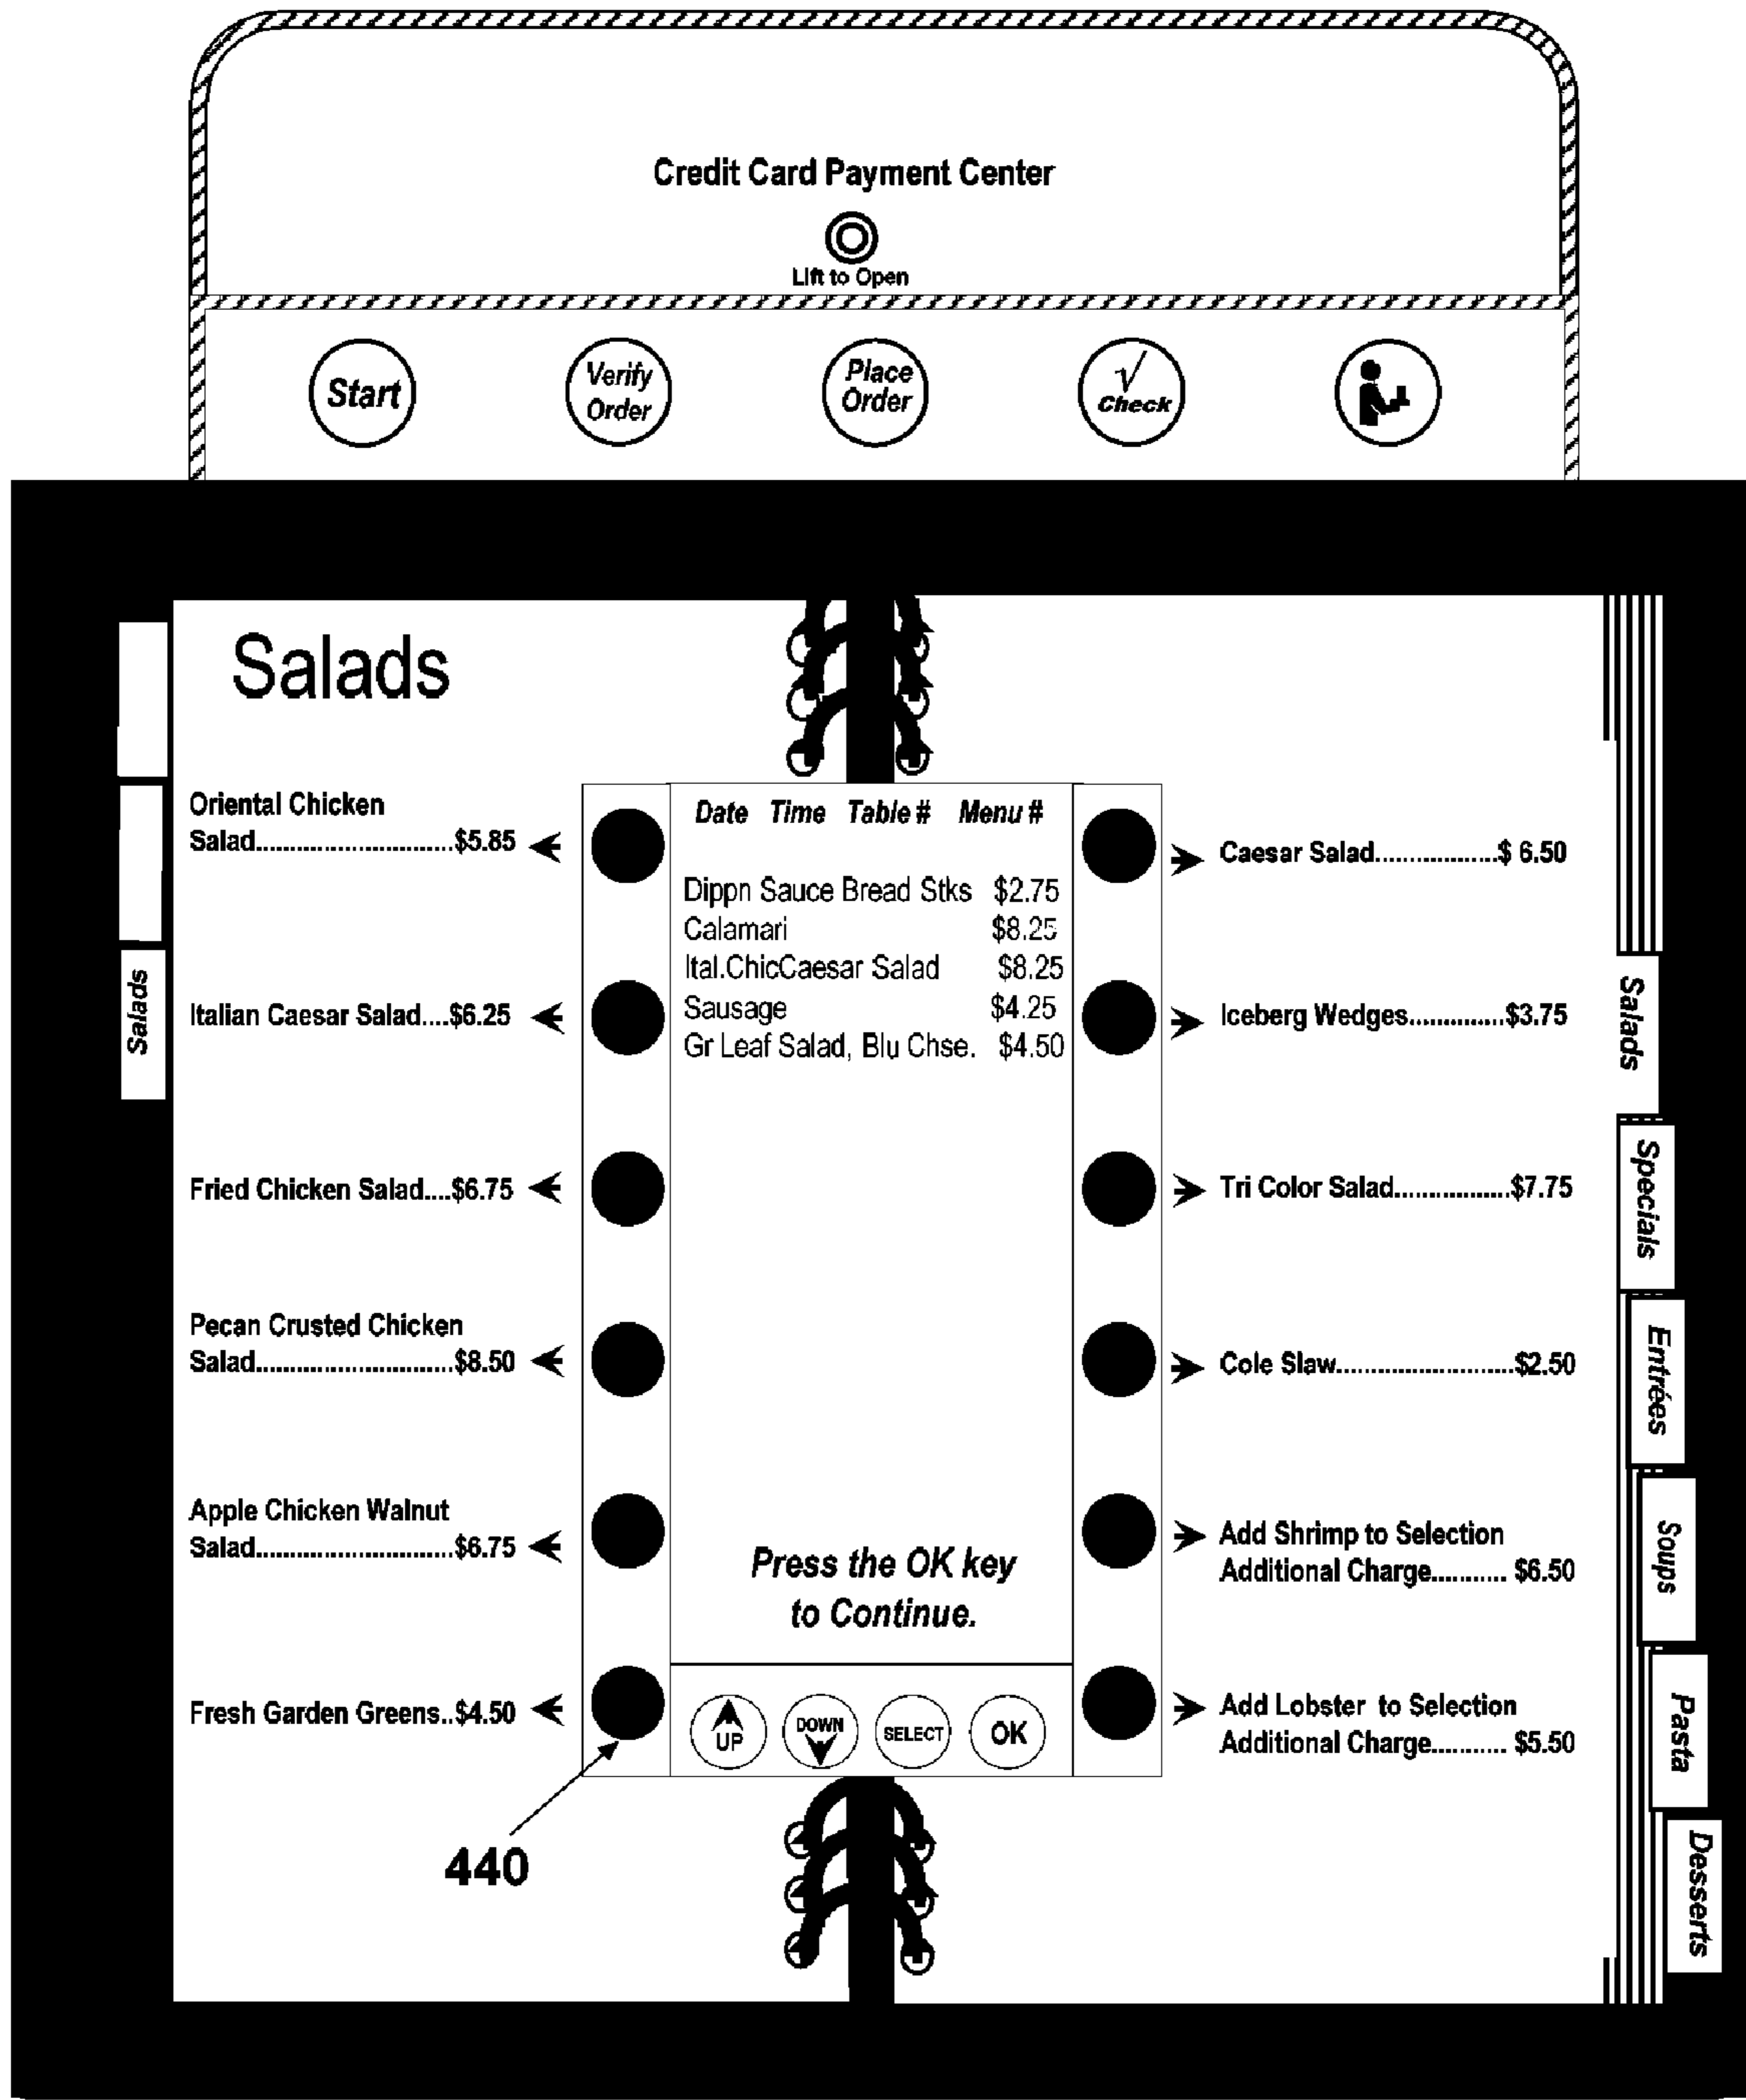 Credit Card Payment Center
Lift to Open
Start
Verify
Order
Place
Order
√
Check
Salads
Salads
Oriental Chicken
Salad.............................$5.85
Italian Caesar Salad....$6.25
Fried Chicken Salad....$6.75
Pecan Crusted Chicken
Salad.............................$8.50
Apple Chicken Walnut
Salad.............................$6.75
Fresh Garden Greens..$4.50
440
Date Time Table # Menu #
Dippn Sauce Bread Stks $2.75
Calamari $8.25
Ital.ChicCaesar Salad $8.25
Sausage $4.25
Gr Leaf Salad, Blu Chse. $4.50
Press the OK key
to Continue.
UP
DOWN
SELECT
OK
Caesar Salad..................$ 6.50
Iceberg Wedges..............$3.75
Tri Color Salad.................$7.75
Cole Slaw..........................$2.50
Add Shrimp to Selection
Additional Charge........... $6.50
Add Lobster to Selection
Additional Charge........... $5.50
Salads
Specials
Entrées
Soups
Pasta
Desserts